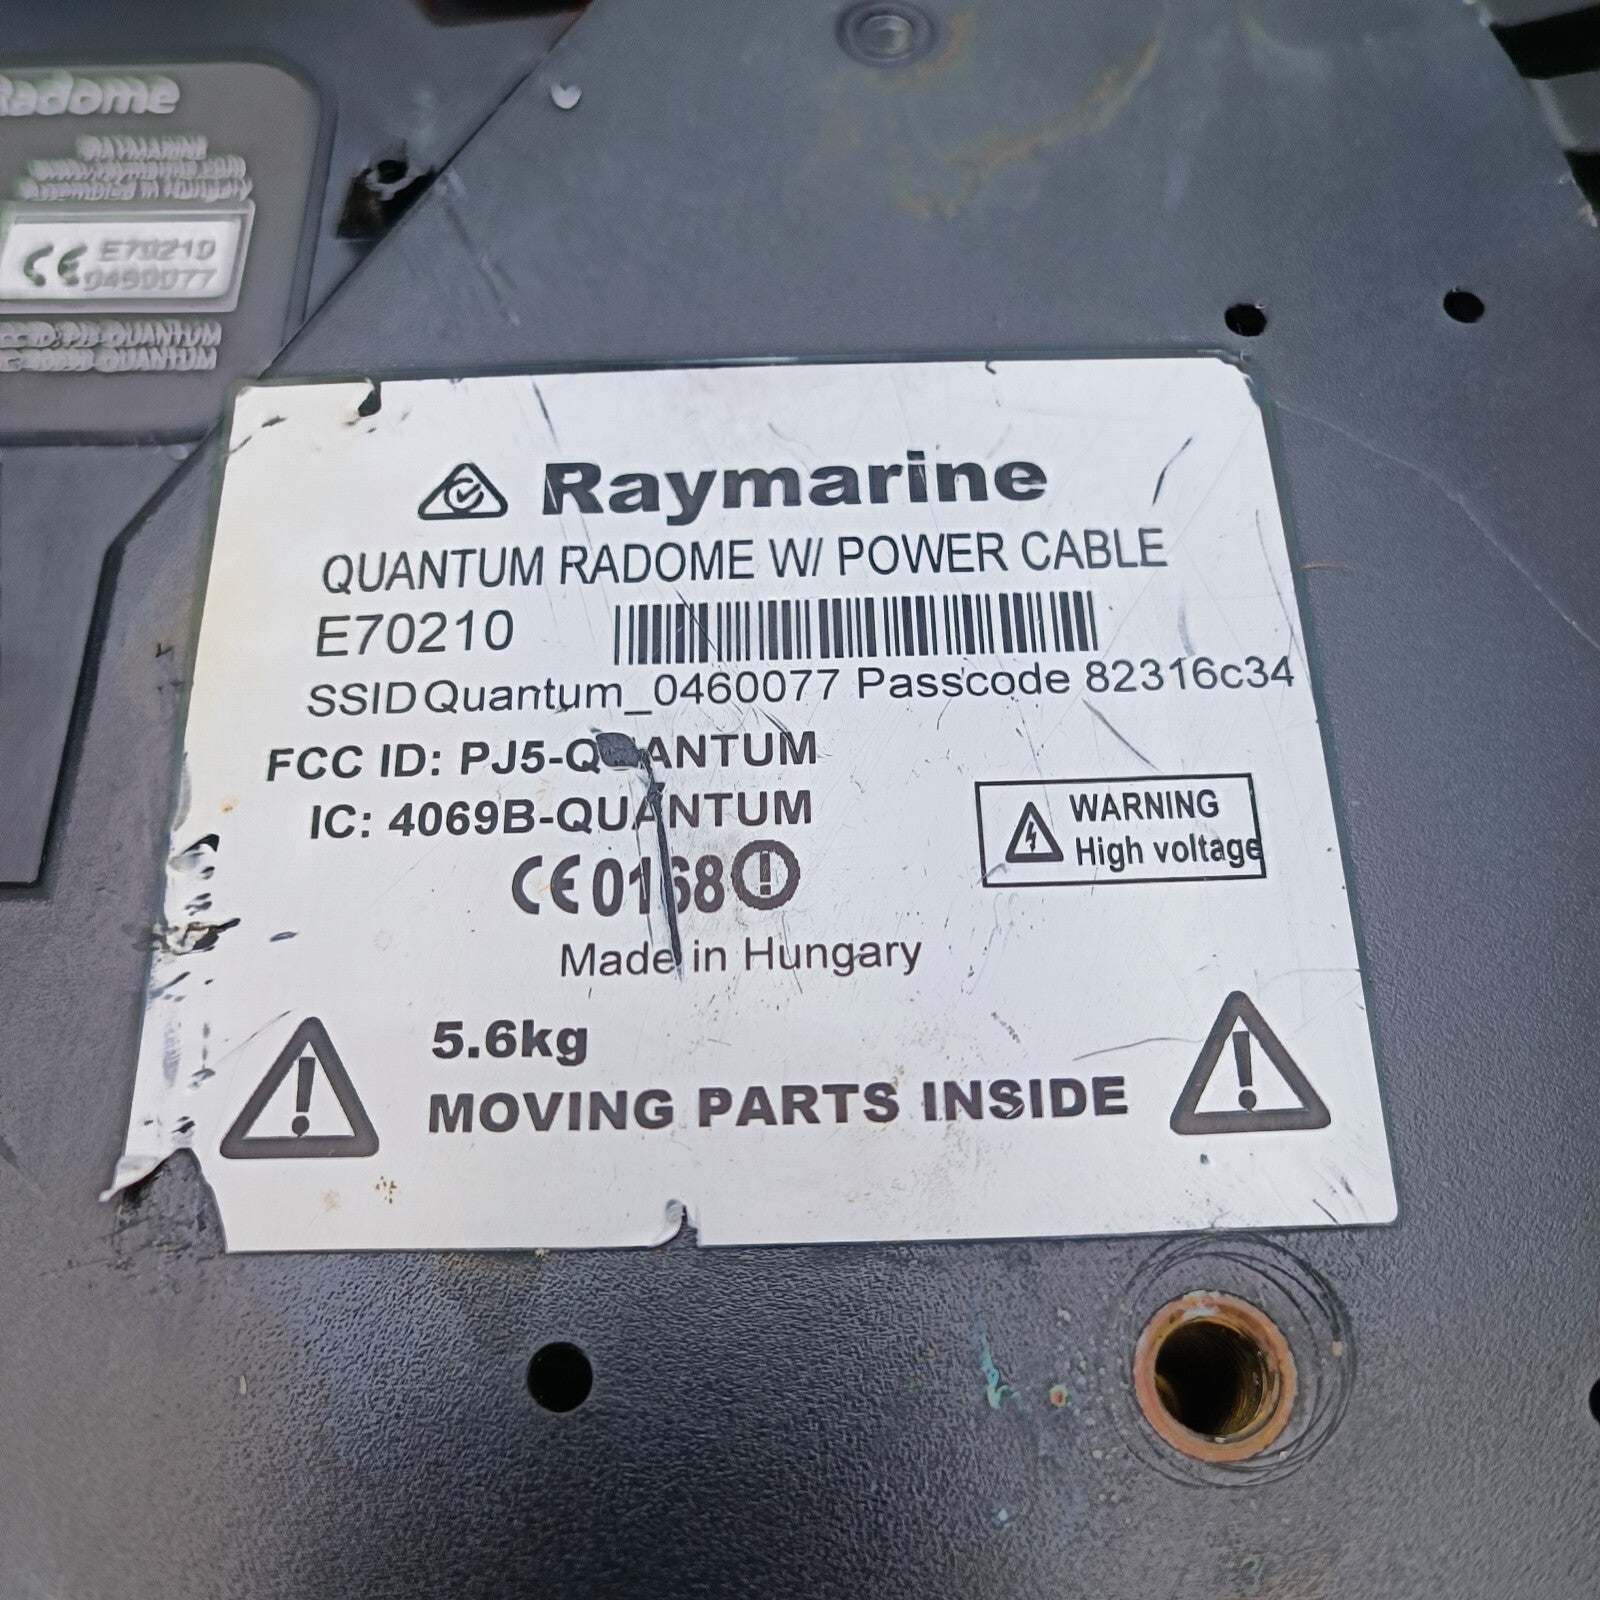 Radome
RAYMARINE
www.raymarine.com
Assembled in Hungary
CE E70210
FCC ID: PJ5-QUANTUM
IC: 4069B-QUANTUM
Raymarine
QUANTUM RADOME W/ POWER CABLE
E70210
SSID Quantum_0460077 Passcode 82316c34
FCC ID: PJ5-QUANTUM
IC: 4069B-QUANTUM
WARNING
High voltage
CE 0168
Made in Hungary
5.6kg
MOVING PARTS INSIDE